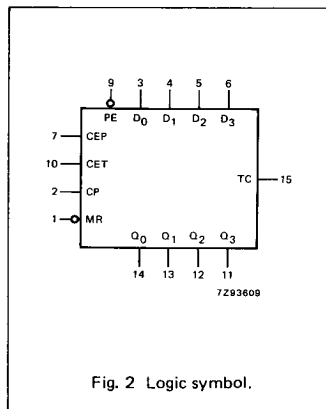 9 3 4 5 6
PE D0 D1 D2 D3
7 CEP
10 CET
TC 15
2 CP
1 MR
Q0 Q1 Q2 Q3
14 13 12 11
7Z93609
Fig. 2 Logic symbol.